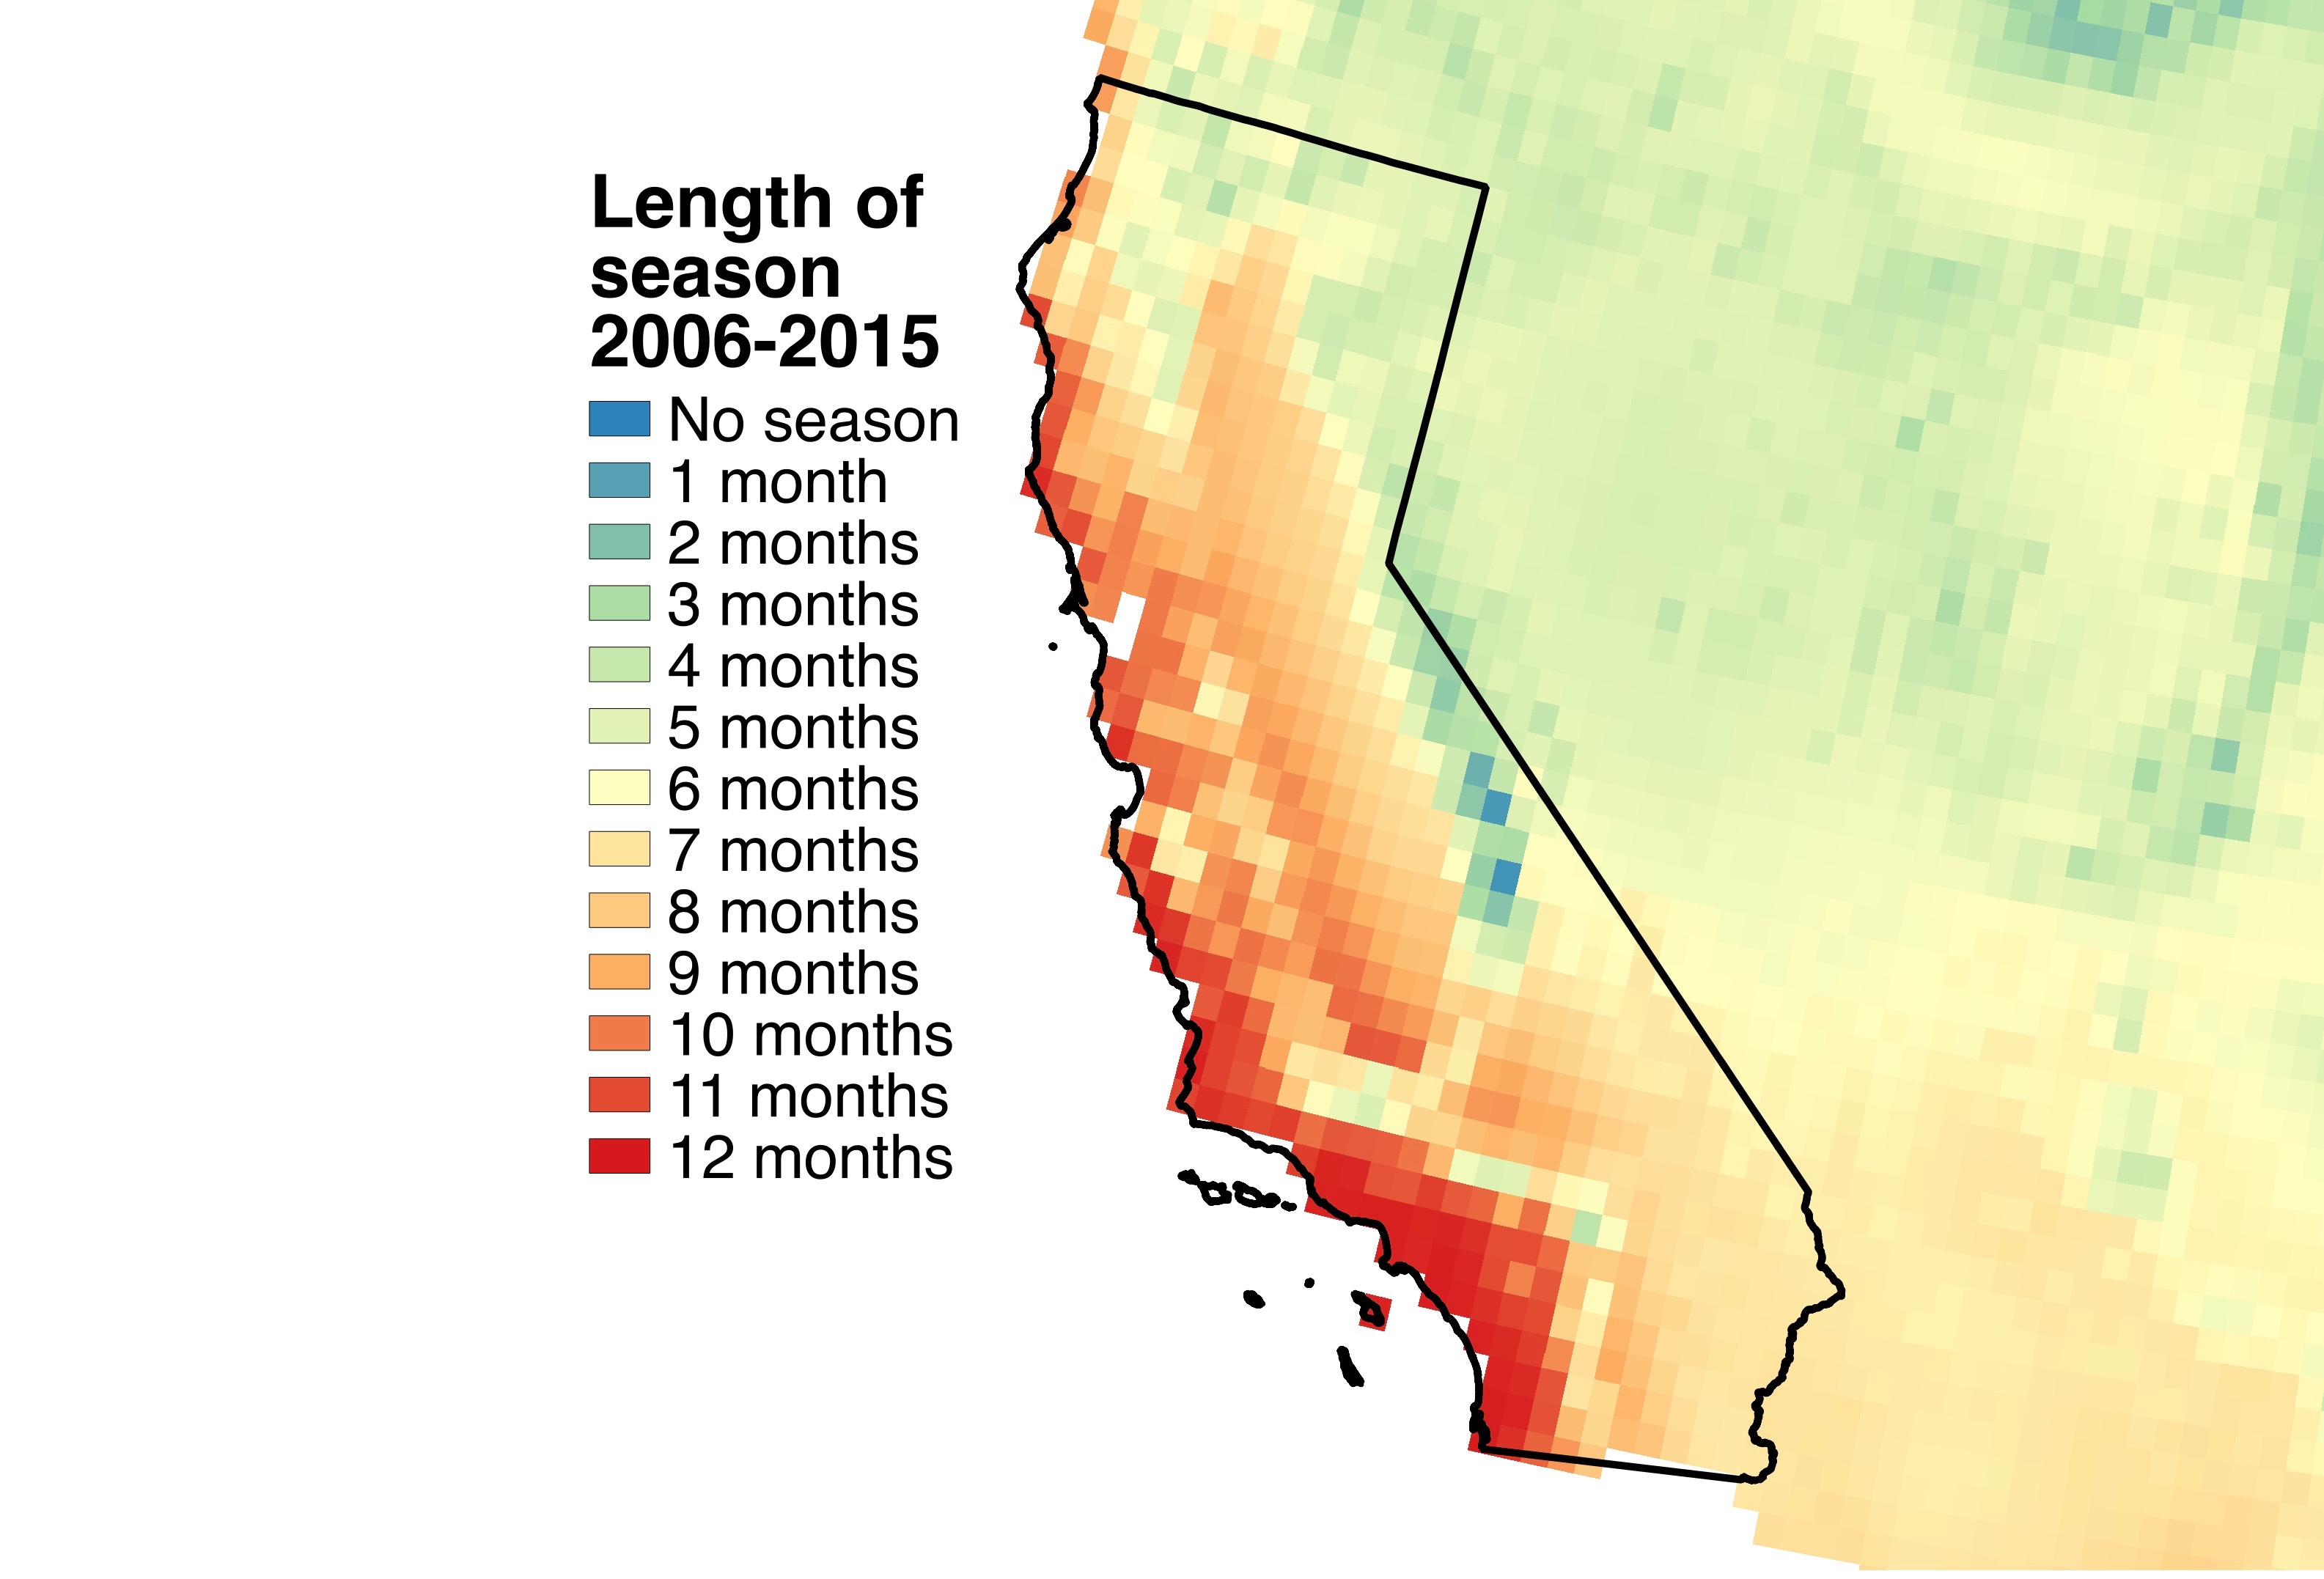 Length of
season
2006-2015
No season
1 month
2 months
3 months
4 months
5 months
6 months
7 months
8 months
9 months
10 months
11 months
12 months